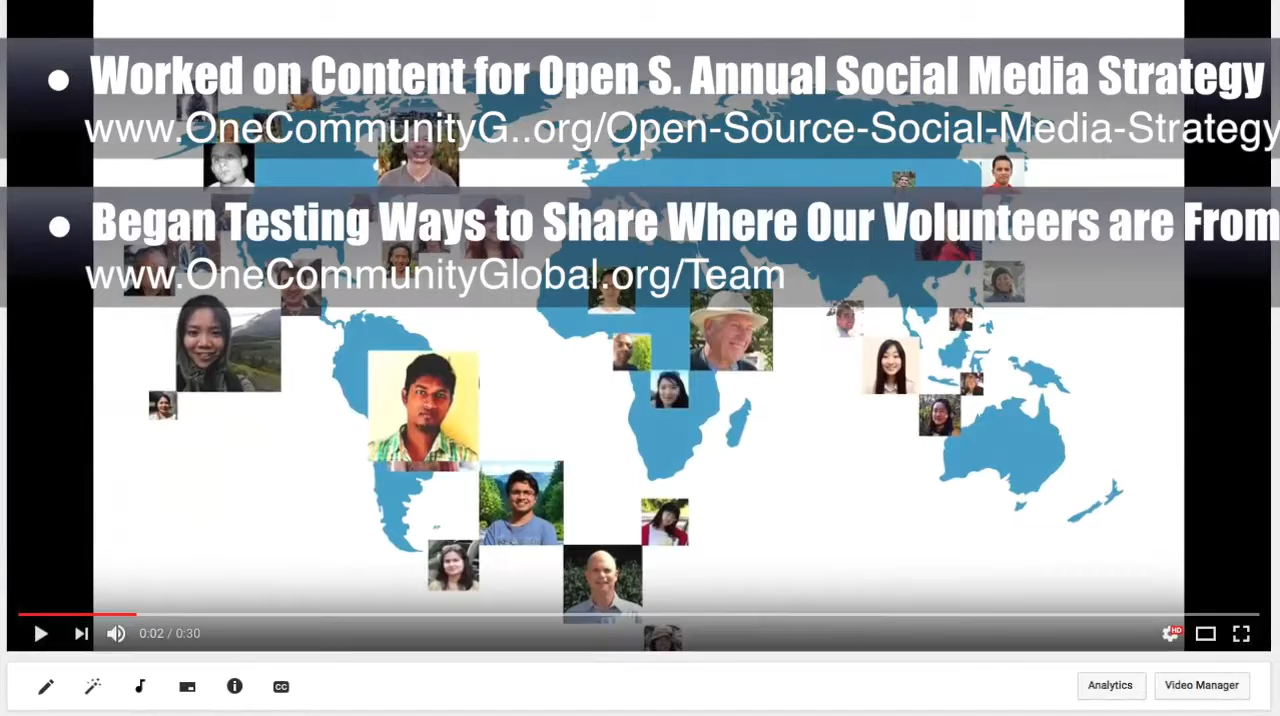 ● Worked on Content for Open S. Annual Social Media Strategy
www.OneCommunityG..org/Open-Source-Social-Media-Strategy
● Began Testing Ways to Share Where Our Volunteers are From
www.OneCommunityGlobal.org/Team
0:02 / 0:30
HD
CC
Analytics
Video Manager